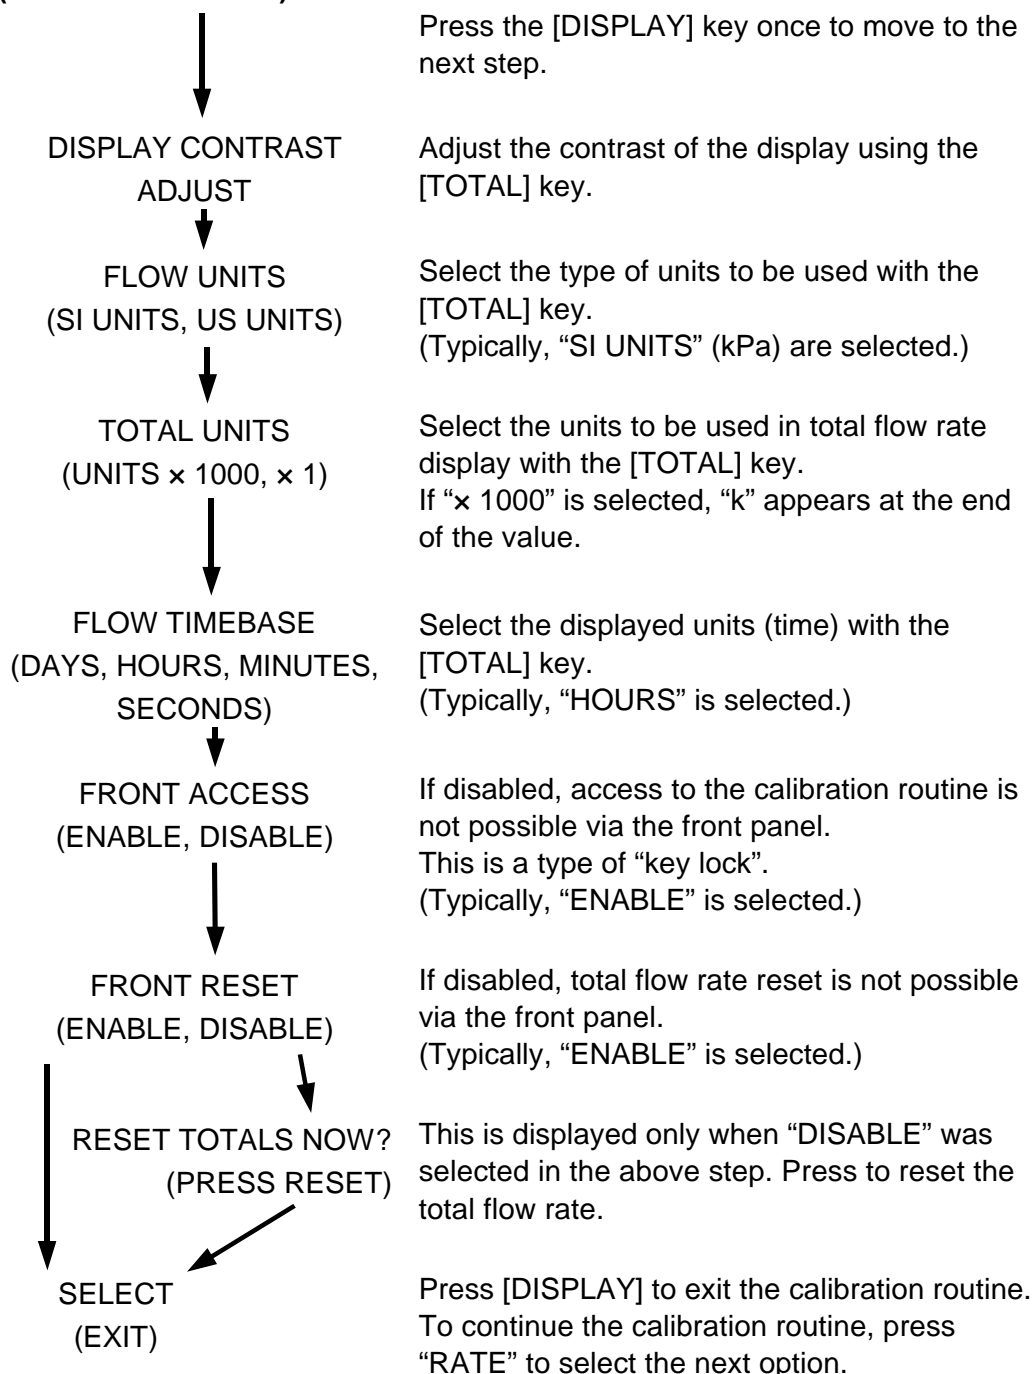 Press the [DISPLAY] key once to move to the
next step.
DISPLAY CONTRAST
ADJUST
Adjust the contrast of the display using the
[TOTAL] key.
FLOW UNITS
(SI UNITS, US UNITS)
Select the type of units to be used with the
[TOTAL] key.
(Typically, “SI UNITS” (kPa) are selected.)
TOTAL UNITS
(UNITS × 1000, × 1)
Select the units to be used in total flow rate
display with the [TOTAL] key.
If “× 1000” is selected, “k” appears at the end
of the value.
FLOW TIMEBASE
(DAYS, HOURS, MINUTES,
SECONDS)
Select the displayed units (time) with the
[TOTAL] key.
(Typically, “HOURS” is selected.)
FRONT ACCESS
(ENABLE, DISABLE)
If disabled, access to the calibration routine is
not possible via the front panel.
This is a type of “key lock”.
(Typically, “ENABLE” is selected.)
FRONT RESET
(ENABLE, DISABLE)
If disabled, total flow rate reset is not possible
via the front panel.
(Typically, “ENABLE” is selected.)
RESET TOTALS NOW?
(PRESS RESET)
This is displayed only when “DISABLE” was
selected in the above step. Press to reset the
total flow rate.
SELECT
(EXIT)
Press [DISPLAY] to exit the calibration routine.
To continue the calibration routine, press
“RATE” to select the next option.